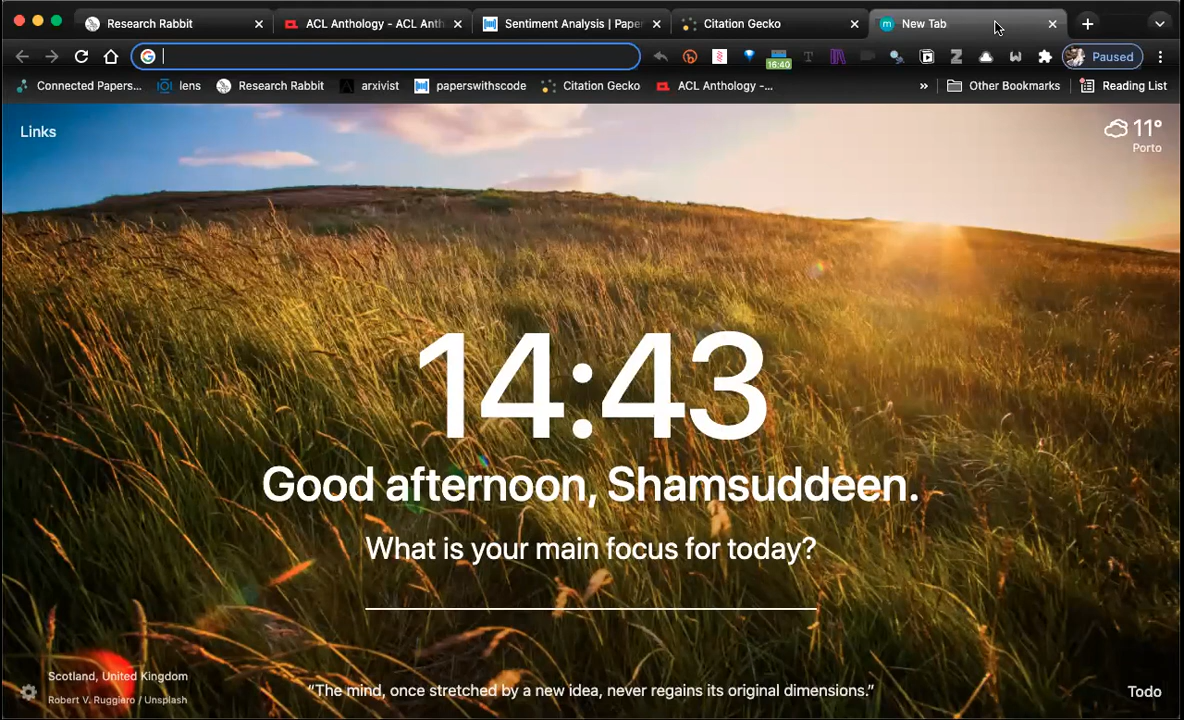 Research Rabbit
ACL Anthology - ACL Anth
Sentiment Analysis | Pape
Citation Gecko
New Tab
16:40
Paused
Connected Papers...
lens
Research Rabbit
arxivist
paperswithcode
Citation Gecko
ACL Anthology -...
»
Other Bookmarks
Reading List
Links
11°
Porto
14:43
Good afternoon, Shamsuddeen.
What is your main focus for today?
Scotland, United Kingdom
Robert V. Ruggiero / Unsplash
“The mind, once stretched by a new idea, never regains its original dimensions.”
Todo